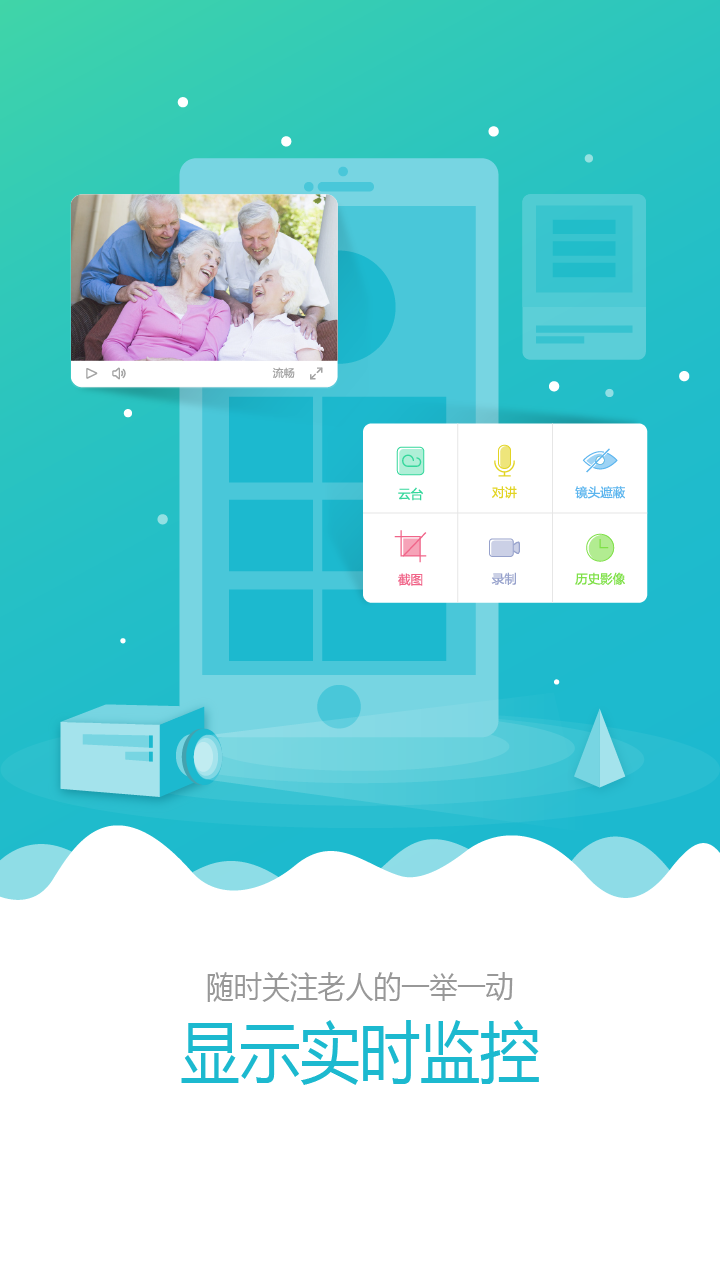 流畅
云台
对讲
镜头遮蔽
截图
录制
历史影像
随时关注老人的一举一动
显示实时监控